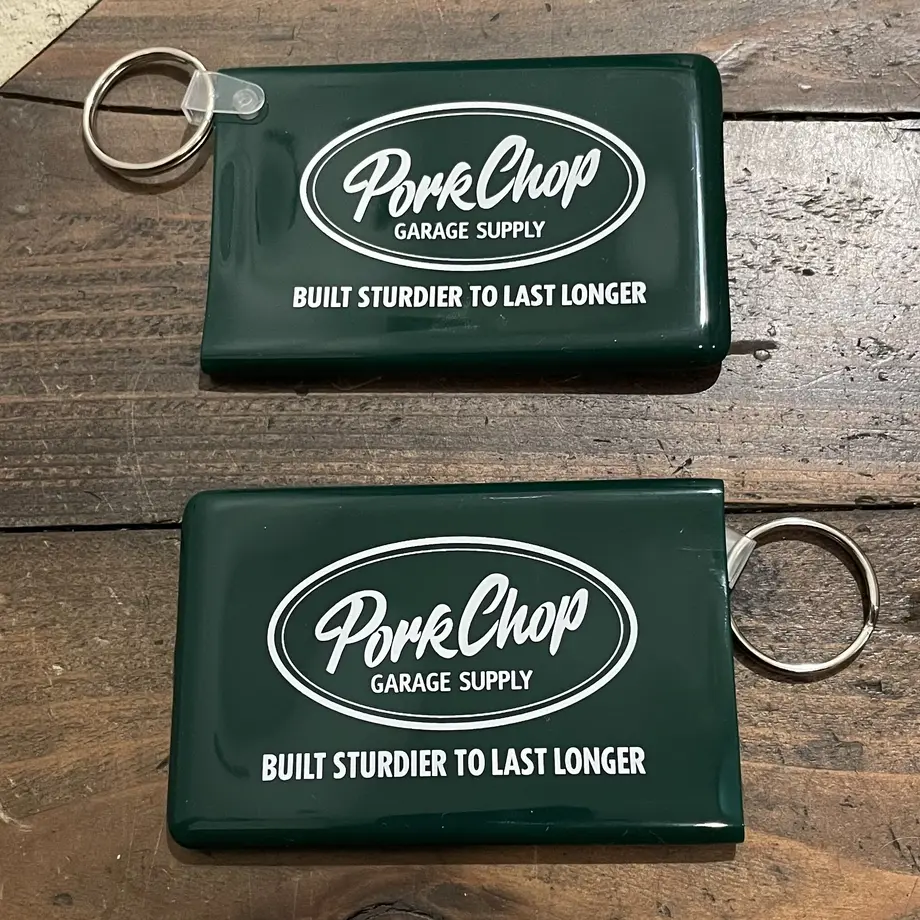 PorkChop
GARAGE SUPPLY
BUILT STURDIER TO LAST LONGER
PorkChop
GARAGE SUPPLY
BUILT STURDIER TO LAST LONGER